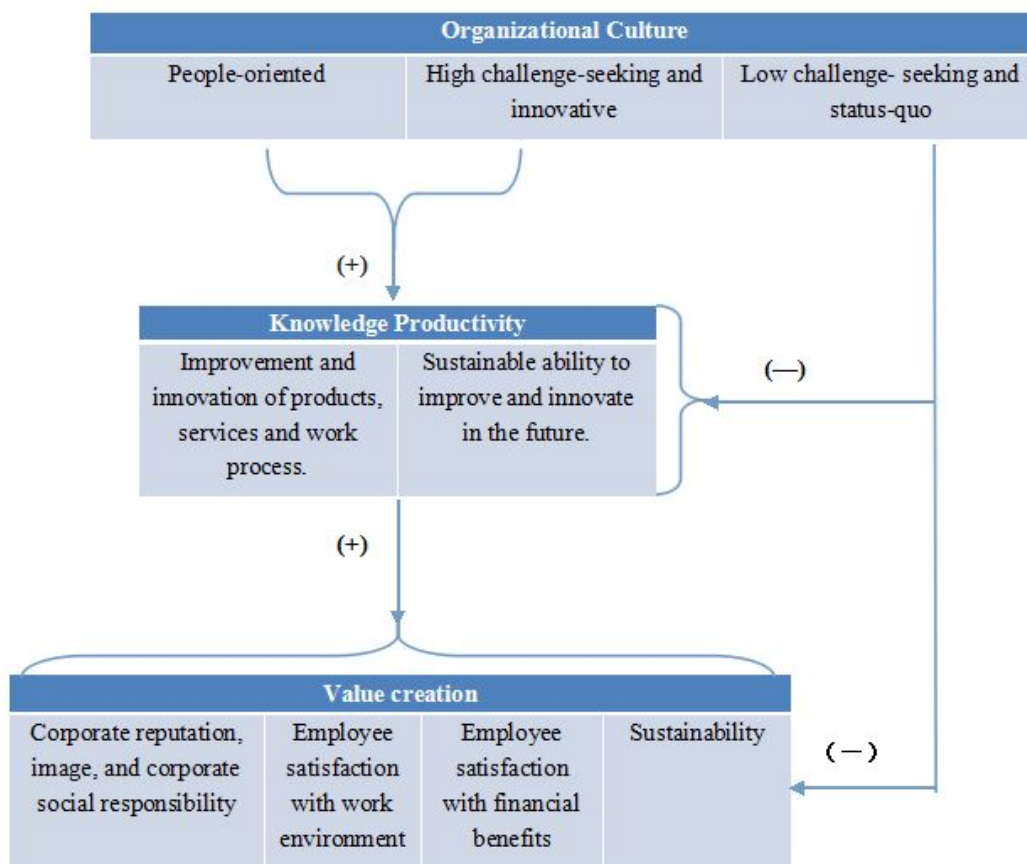 Organizational Culture
People-oriented
High challenge-seeking and
innovative
Low challenge- seeking and
status-quo
(+)
Knowledge Productivity
Improvement and
innovation of products,
services and work
process.
Sustainable ability to
improve and innovate
in the future.
(—)
(+)
Value creation
Corporate reputation,
image, and corporate
social responsibility
Employee
satisfaction
with work
environment
Employee
satisfaction
with financial
benefits
Sustainability
(—)